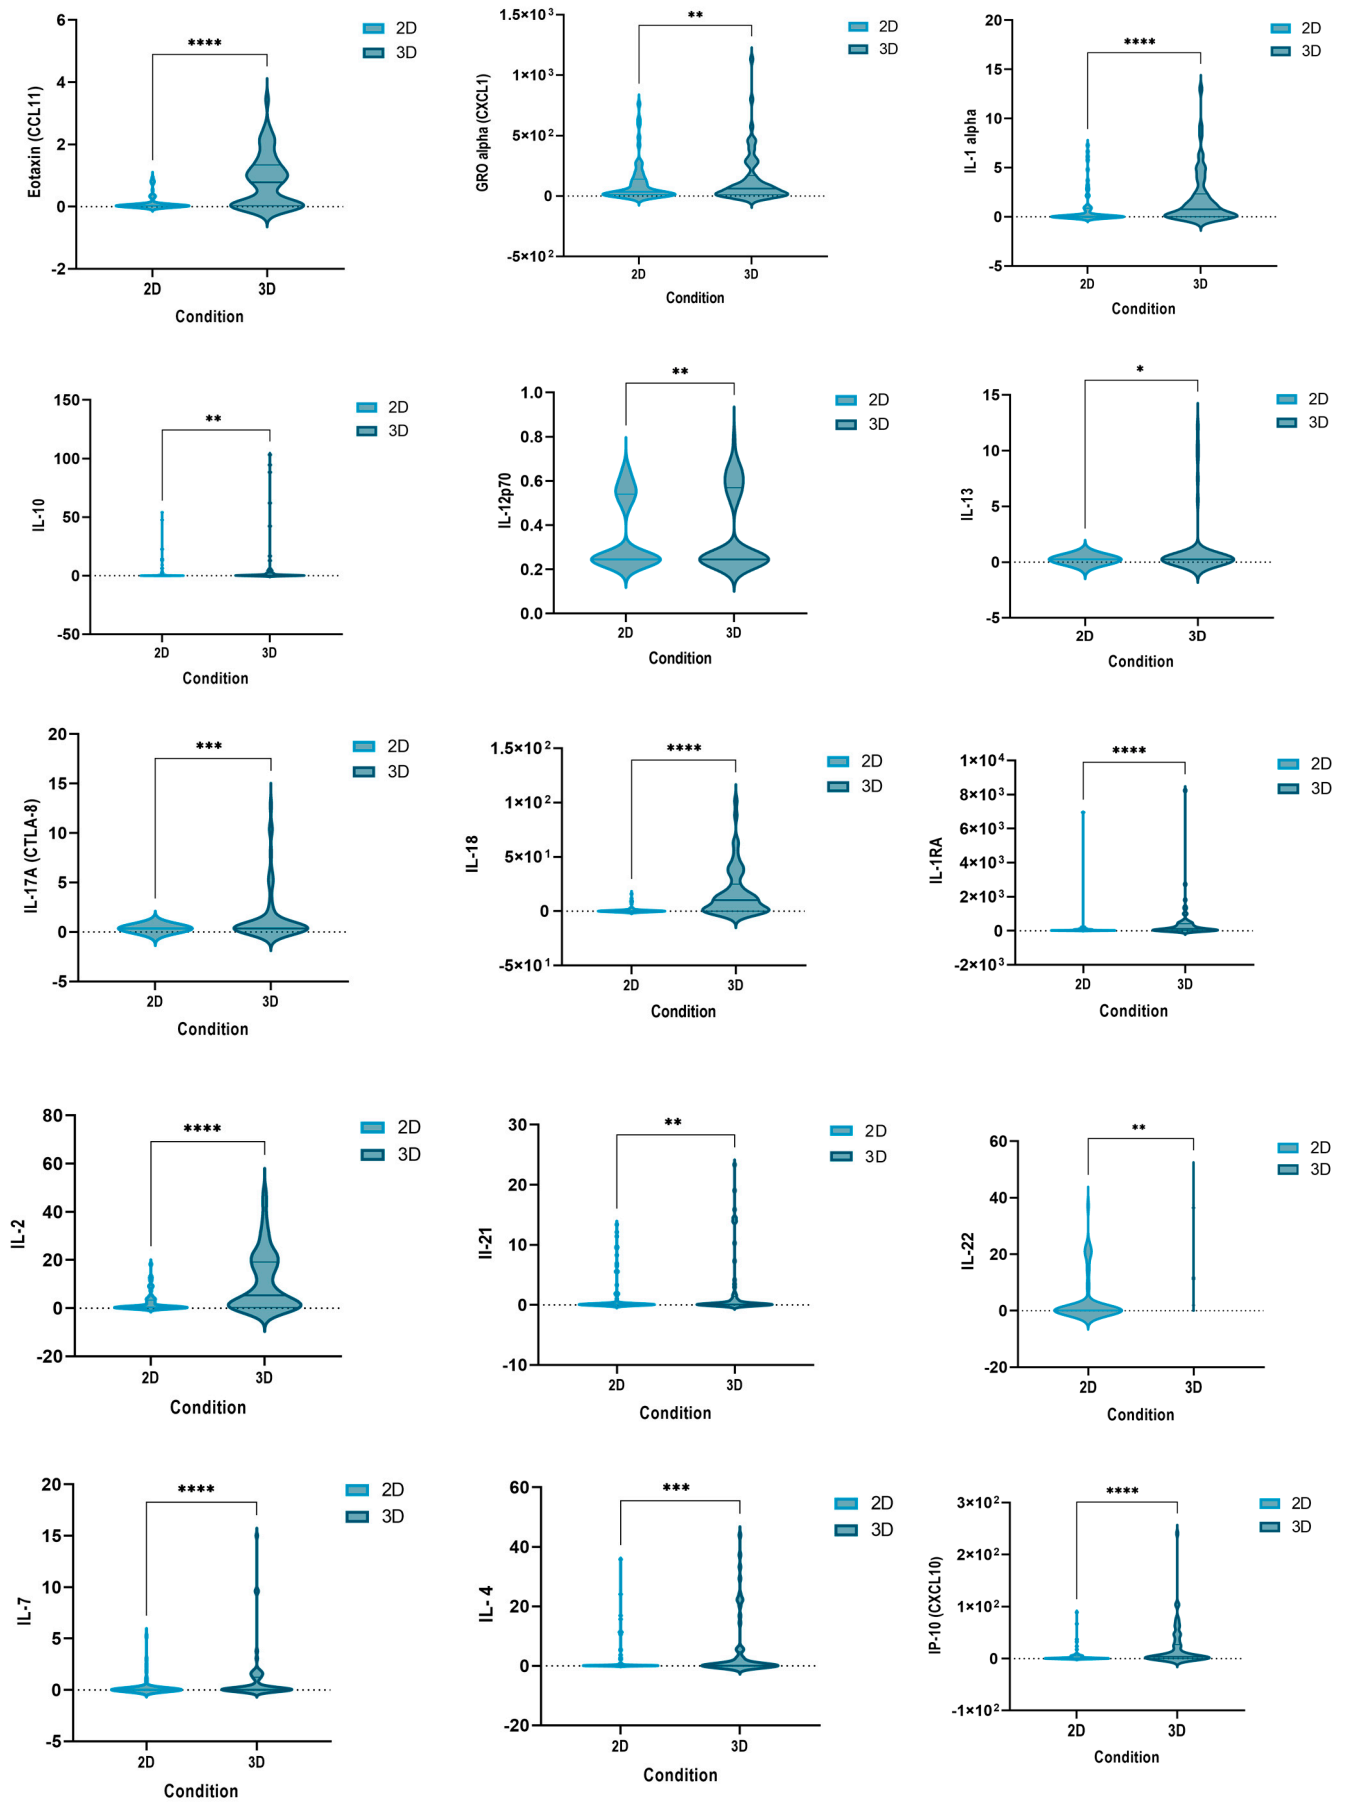 Eotaxin (CCL11)
6
4
2
0
-2
****
2D
3D
2D
3D
Condition
GRO alpha (CXCL1)
1.5×10³
1×10³
5×10²
0
-5×10²
**
2D
3D
2D
3D
Condition
IL-1 alpha
20
15
10
5
0
-5
****
2D
3D
2D
3D
Condition
IL-10
150
100
50
0
-50
**
2D
3D
2D
3D
Condition
IL-12p70
1.0
0.8
0.6
0.4
0.2
0.0
**
2D
3D
2D
3D
Condition
IL-13
15
10
5
0
-5
*
2D
3D
2D
3D
Condition
IL-17A (CTLA-8)
20
15
10
5
0
-5
***
2D
3D
2D
3D
Condition
IL-18
1.5×10²
1×10²
5×10¹
0
-5×10¹
****
2D
3D
2D
3D
Condition
IL-1RA
1×10⁴
8×10³
6×10³
4×10³
2×10³
0
-2×10³
****
2D
3D
2D
3D
Condition
IL-2
80
60
40
20
0
-20
****
2D
3D
2D
3D
Condition
Il-21
30
20
10
0
-10
**
2D
3D
2D
3D
Condition
IL-22
60
40
20
0
-20
**
2D
3D
2D
3D
Condition
IL-7
20
15
10
5
0
-5
****
2D
3D
2D
3D
Condition
IL- 4
60
40
20
0
-20
***
2D
3D
2D
3D
Condition
IP-10 (CXCL10)
3×10²
2×10²
1×10²
0
-1×10²
****
2D
3D
2D
3D
Condition